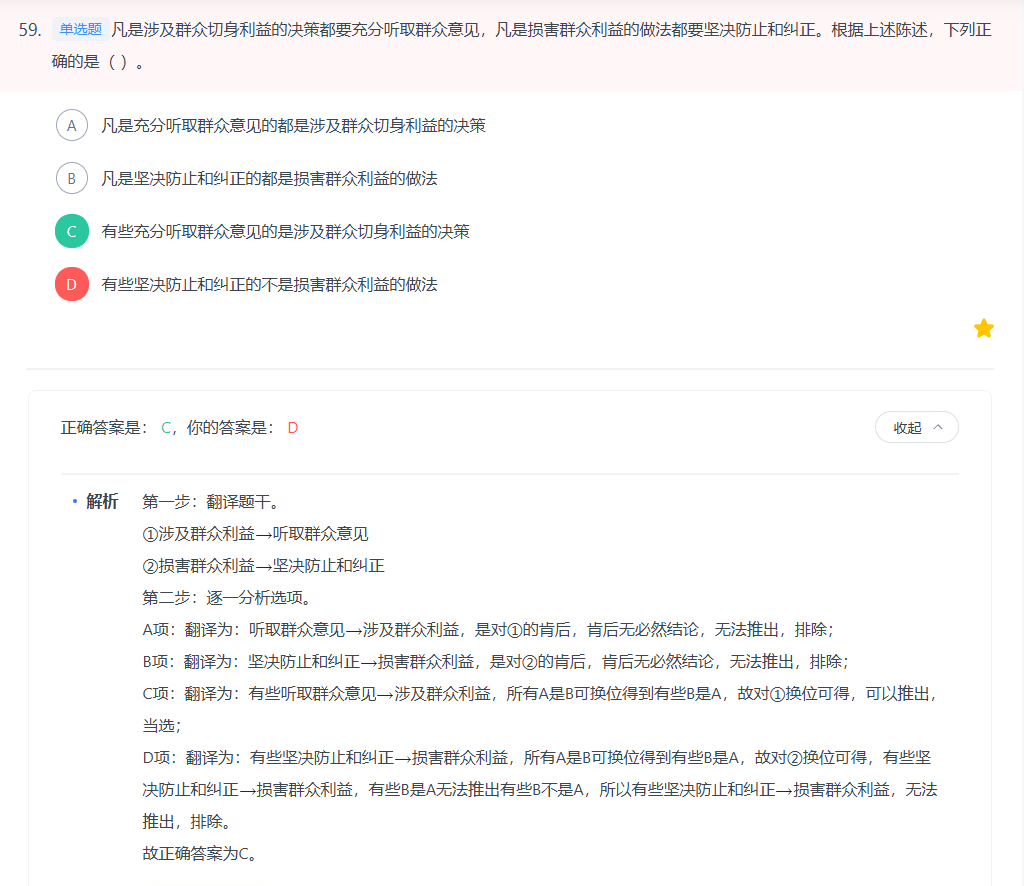 59. 单选题 凡是涉及群众切身利益的决策都要充分听取群众意见，凡是损害群众利益的做法都要坚决防止和纠正。根据上述陈述，下列正
确的是（ ）。
A 凡是充分听取群众意见的都是涉及群众切身利益的决策
B 凡是坚决防止和纠正的都是损害群众利益的做法
C 有些充分听取群众意见的是涉及群众切身利益的决策
D 有些坚决防止和纠正的不是损害群众利益的做法
正确答案是： C，你的答案是： D
收起
• 解析 第一步：翻译题干。
①涉及群众利益→听取群众意见
②损害群众利益→坚决防止和纠正
第二步：逐一分析选项。
A项：翻译为：听取群众意见→涉及群众利益，是对①的肯后，肯后无必然结论，无法推出，排除；
B项：翻译为：坚决防止和纠正→损害群众利益，是对②的肯后，肯后无必然结论，无法推出，排除；
C项：翻译为：有些听取群众意见→涉及群众利益，所有A是B可换位得到有些B是A，故对①换位可得，可以推出，
当选；
D项：翻译为：有些坚决防止和纠正→损害群众利益，所有A是B可换位得到有些B是A，故对②换位可得，有些坚
决防止和纠正→损害群众利益，有些B是A无法推出有些B不是A，所以有些坚决防止和纠正→损害群众利益，无法
推出，排除。
故正确答案为C。